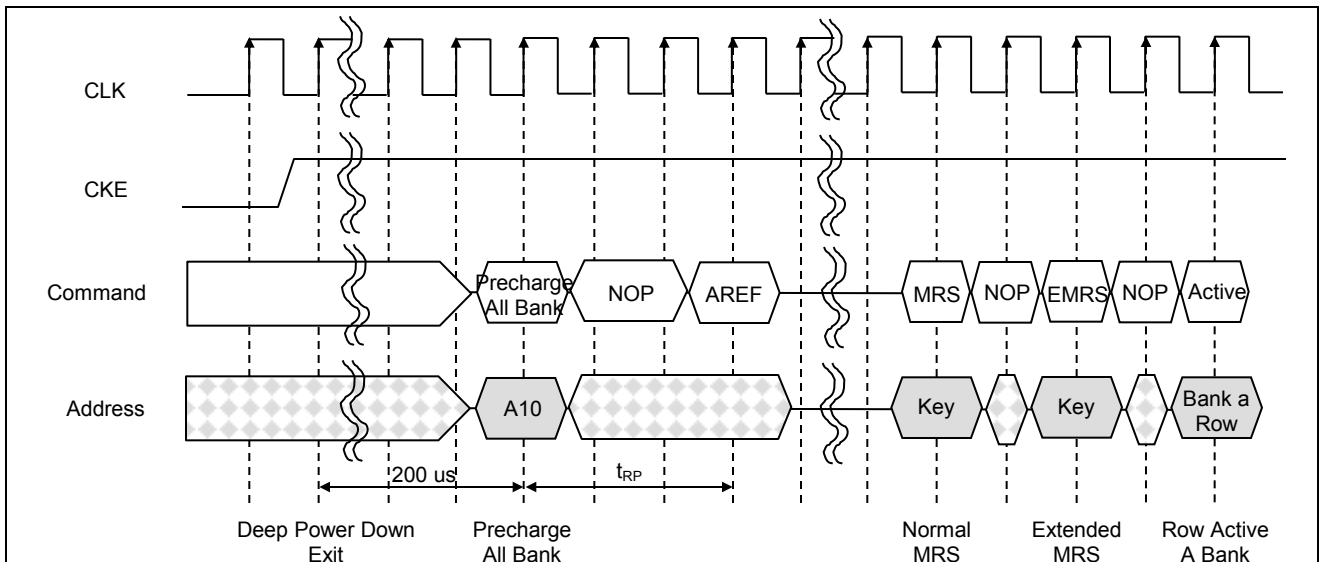 CLK
CKE
Command
Precharge
All Bank
NOP
AREF
MRS
NOP
EMRS
NOP
Active
Address
A10
Key
Key
Bank a
Row
200 us
tRP
Deep Power Down
Exit
Precharge
All Bank
Normal
MRS
Extended
MRS
Row Active
A Bank